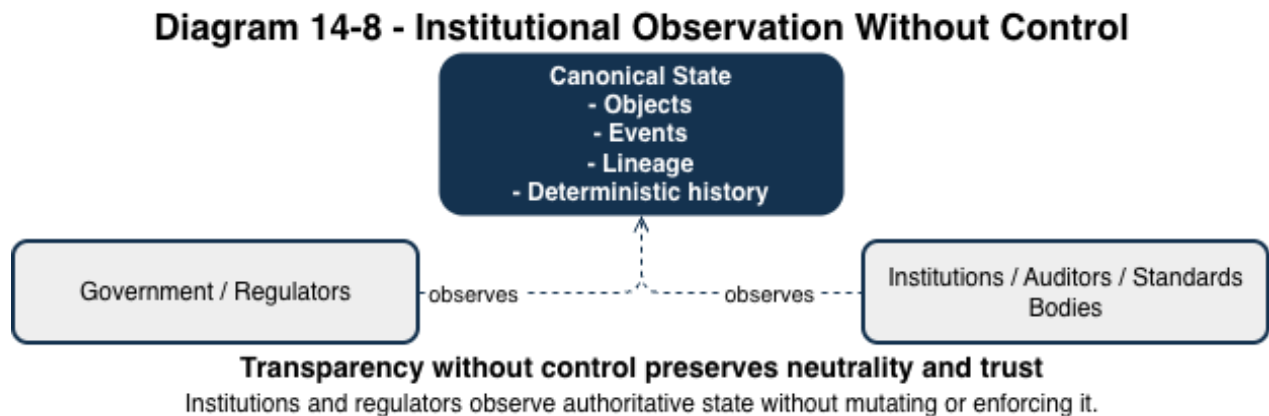 Diagram 14-8 - Institutional Observation Without Control
Canonical State
- Objects
- Events
- Lineage
- Deterministic history
Government / Regulators
observes
observes
Institutions / Auditors / Standards
Bodies
Transparency without control preserves neutrality and trust
Institutions and regulators observe authoritative state without mutating or enforcing it.